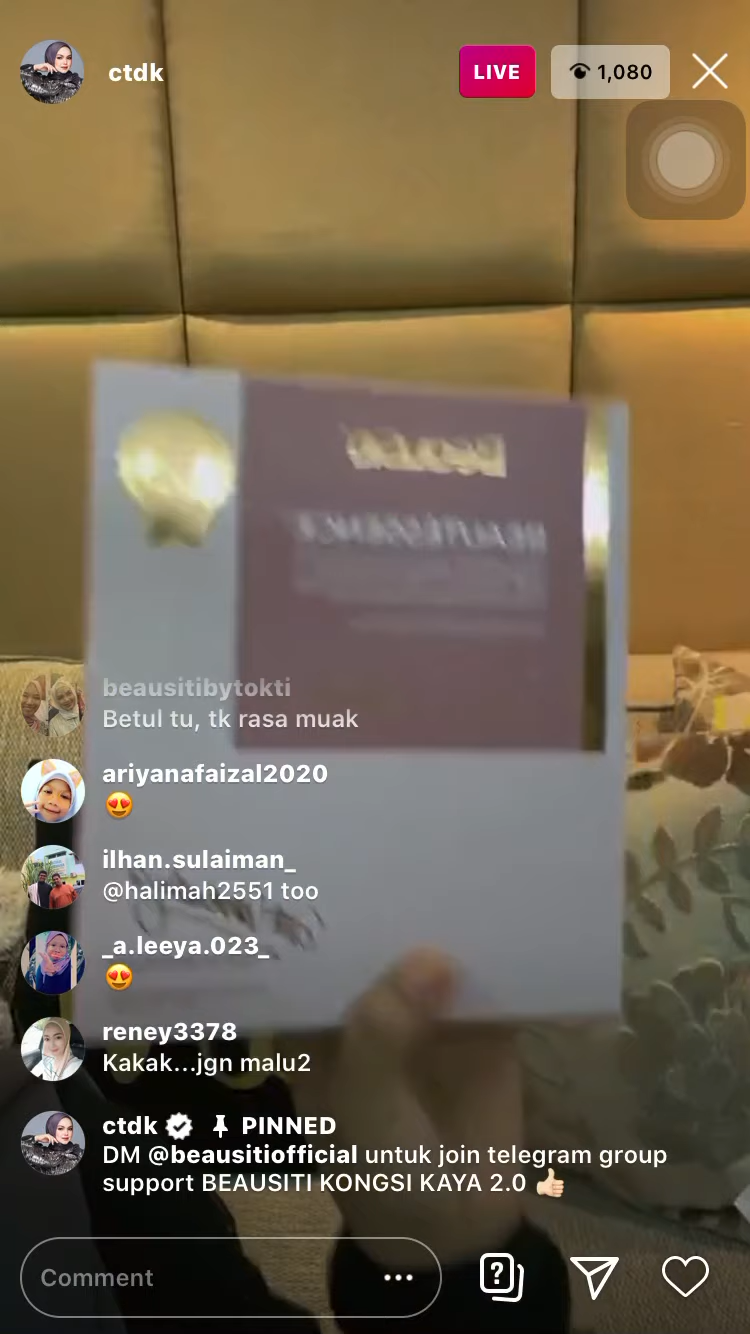 ctdk
LIVE
1,080
beausitibytokti
Betul tu, tk rasa muak
ariyanafaizal2020
😍
ilhan.sulaiman_
@halimah2551 too
_a.leeya.023_
😍
reney3378
Kakak...jgn malu2
ctdk PINNED
DM @beausitiofficial untuk join telegram group
support BEAUSITI KONGSI KAYA 2.0 👍🏻
Comment